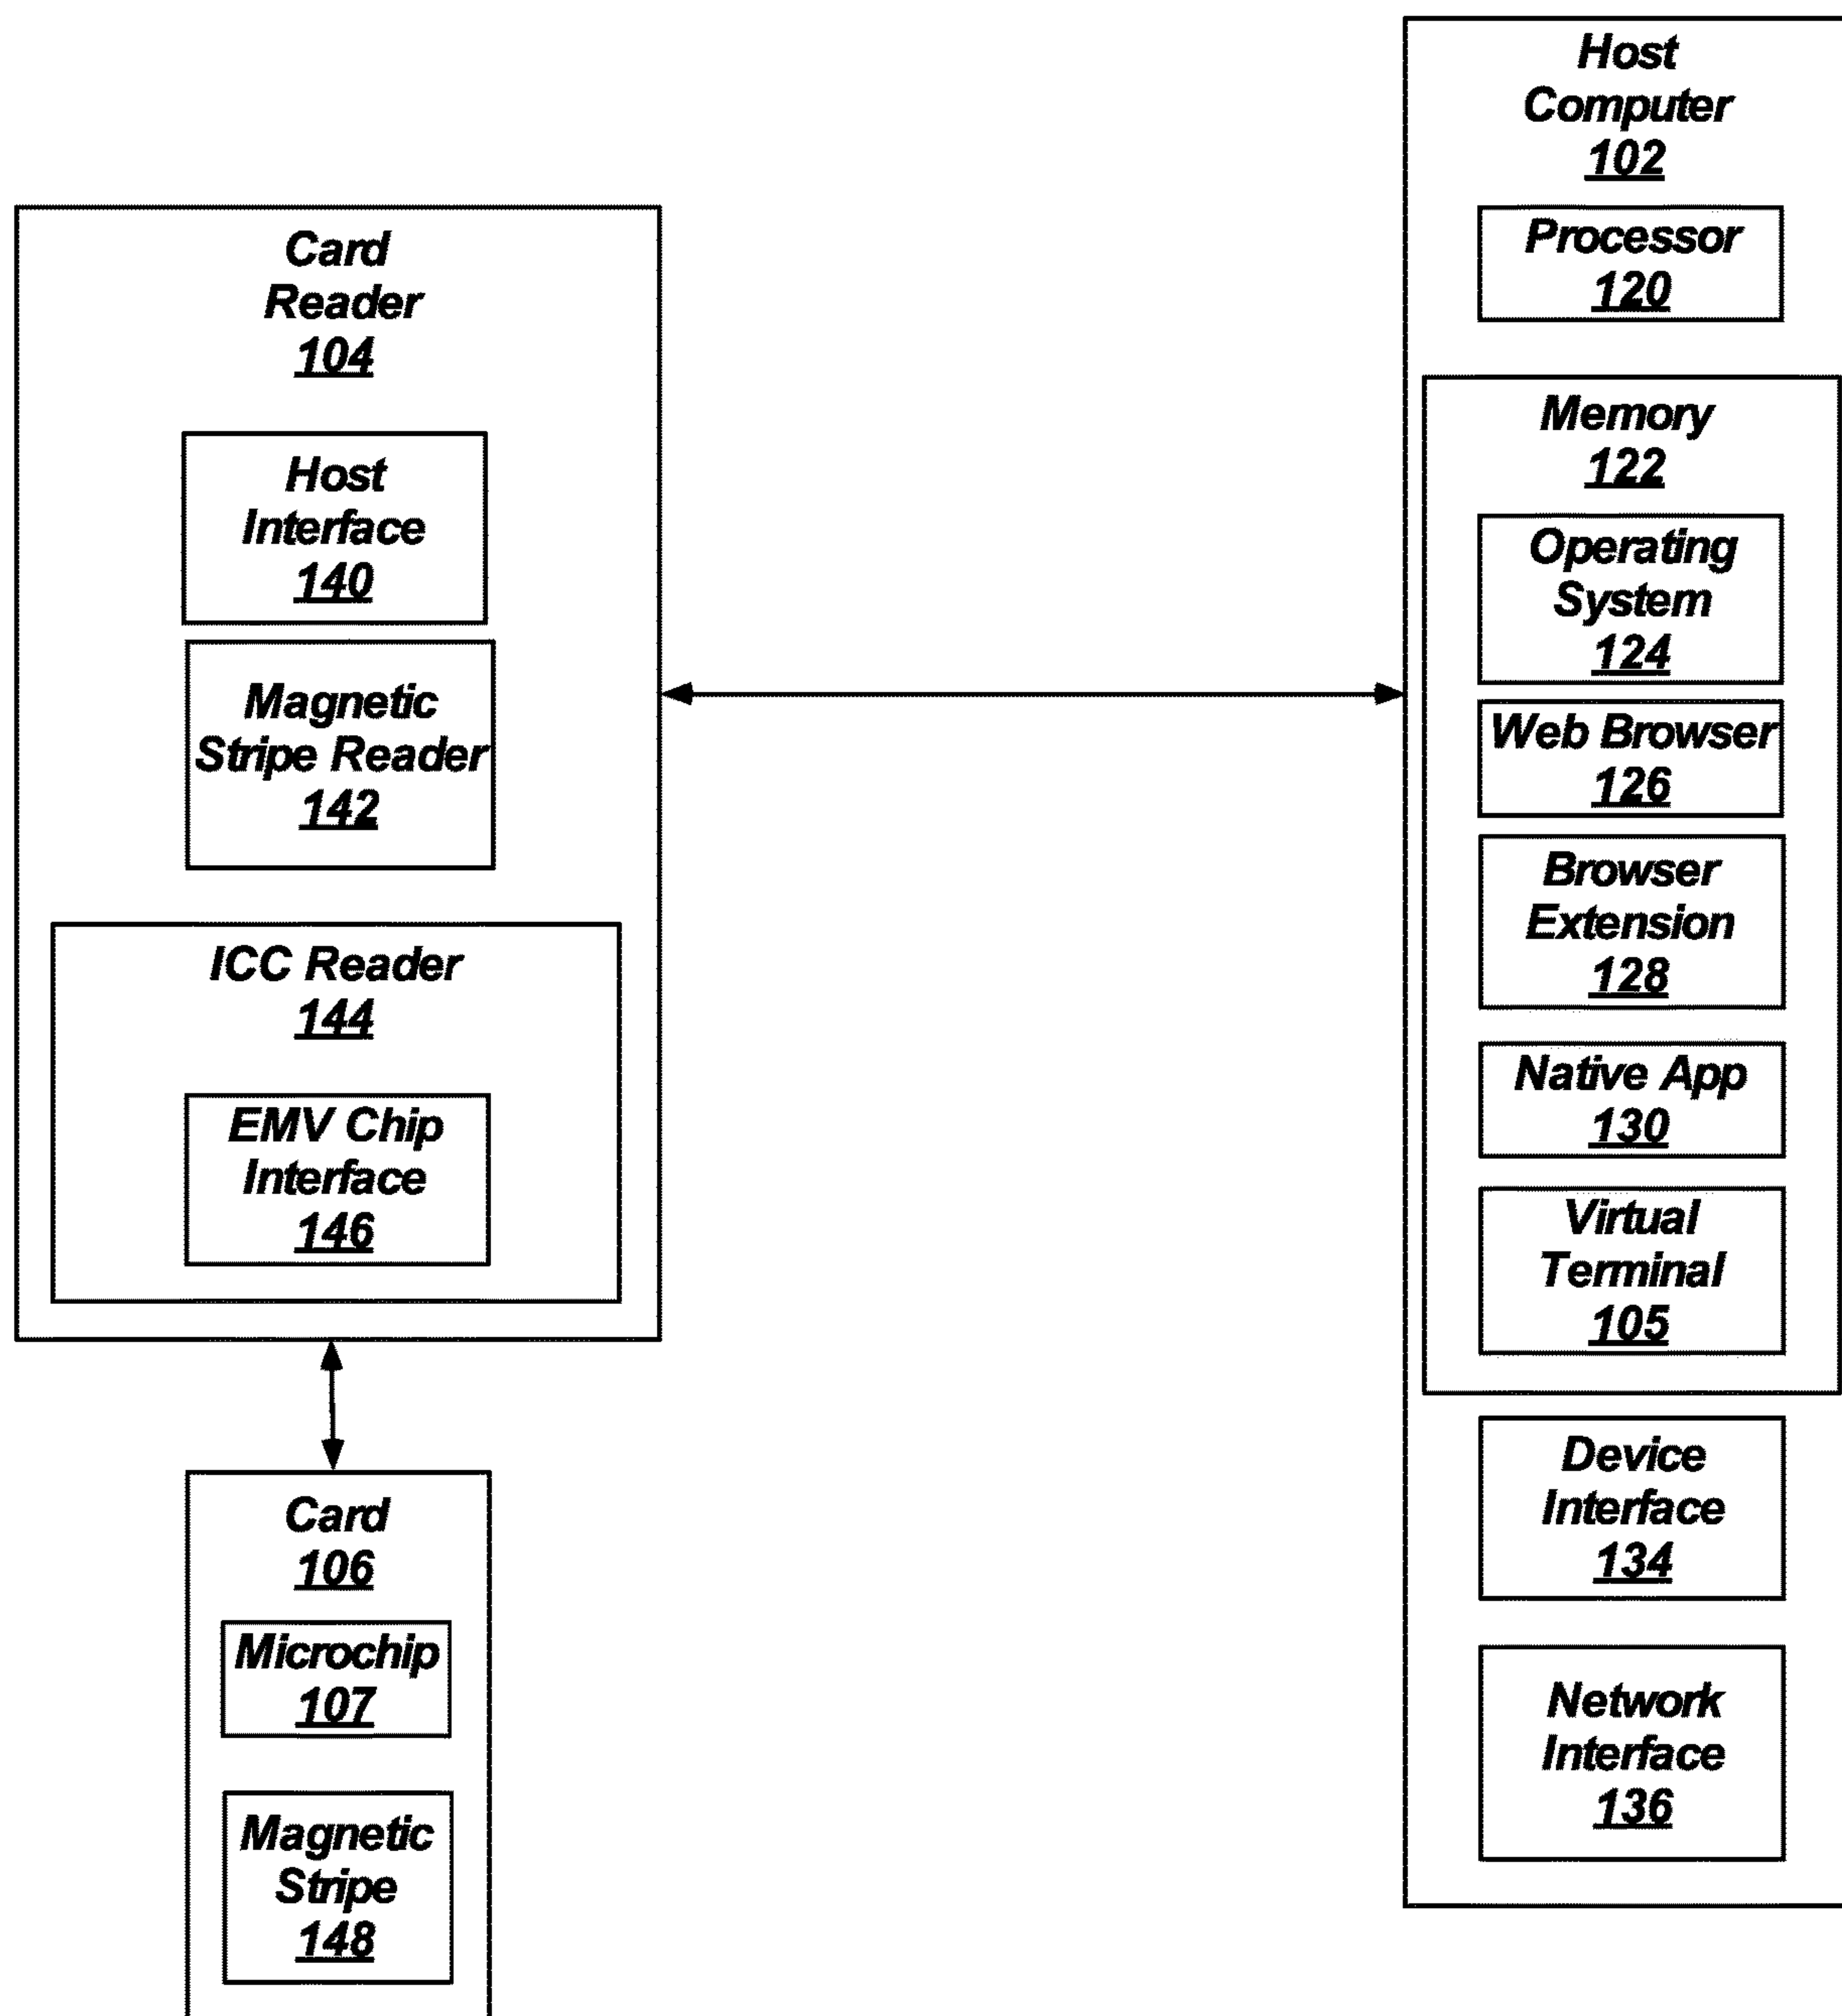 Card
Reader
104
Host
Interface
140
Magnetic
Stripe Reader
142
ICC Reader
144
EMV Chip
Interface
146
Card
106
Microchip
107
Magnetic
Stripe
148
Host
Computer
102
Processor
120
Memory
122
Operating
System
124
Web Browser
126
Browser
Extension
128
Native App
130
Virtual
Terminal
105
Device
Interface
134
Network
Interface
136